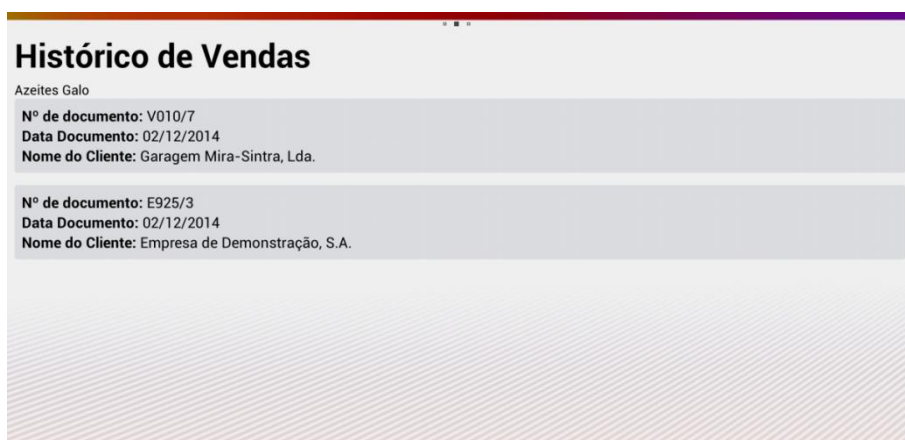 Histórico de Vendas
Azeites Galo
Nº de documento: V010/7
Data Documento: 02/12/2014
Nome do Cliente: Garagem Mira-Sintra, Lda.
Nº de documento: E925/3
Data Documento: 02/12/2014
Nome do Cliente: Empresa de Demonstração, S.A.